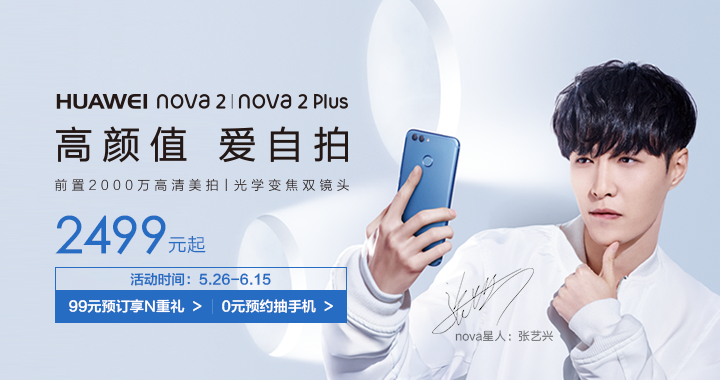 HUAWEI nova 2 | nova 2 Plus
高颜值 爱自拍
前置2000万高清美拍 | 光学变焦双镜头
2499元起
活动时间：5.26-6.15
99元预订享N重礼 > | 0元预约抽手机 >
nova星人：张艺兴